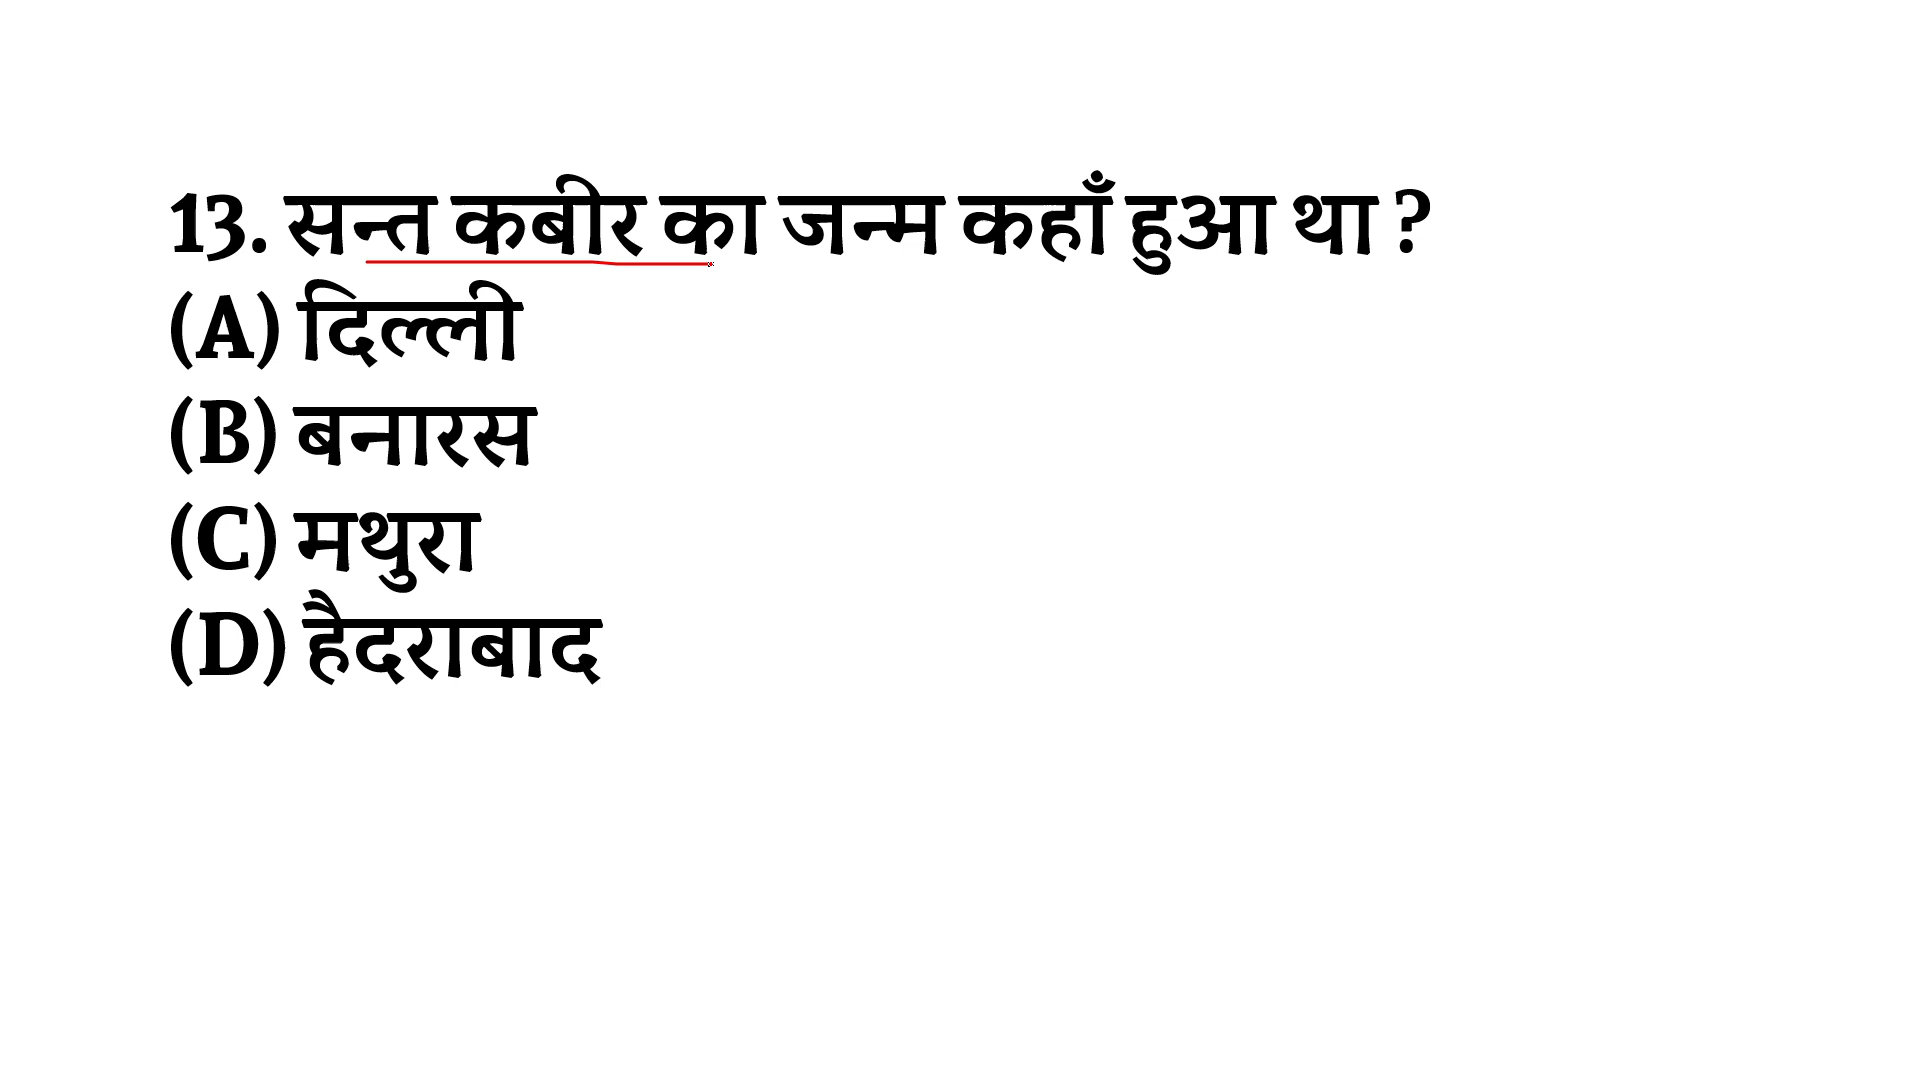 13. सन्त कबीर का जन्म कहाँ हुआ था ?
(A) दिल्ली
(B) बनारस
(C) मथुरा
(D) हैदराबाद